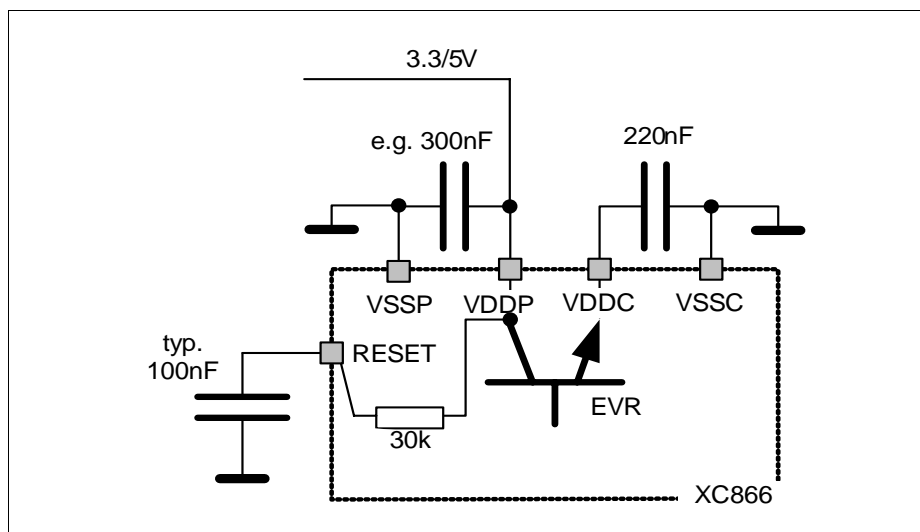 3.3/5V
e.g. 300nF
220nF
VSSP
VDDP
VDDC
VSSC
typ.
100nF
RESET
30k
EVR
XC866